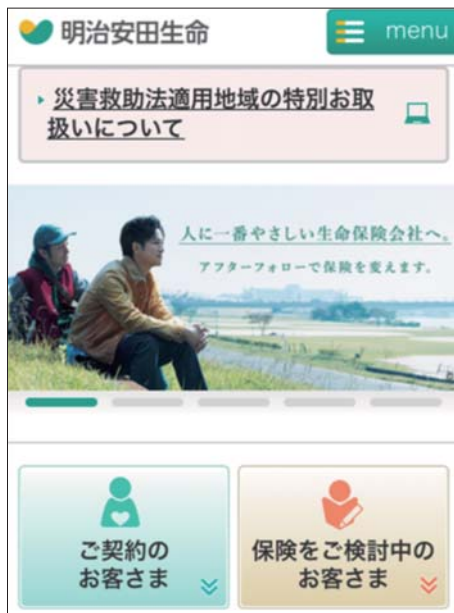 明治安田生命
menu
災害救助法適用地域の特別お取
扱いについて
人に一番やさしい生命保険会社へ。
アフターフォローで保険を変えます。
ご契約の
お客さま
保険をご検討中の
お客さま